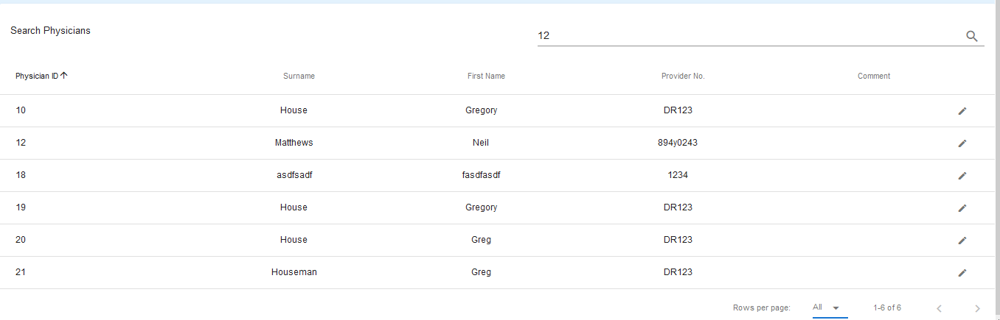 Search Physicians
12
Physician ID Surname First Name Provider No. Comment
10 House Gregory DR123
12 Matthews Neil 894y0243
18 asdfsadf fasdfasdf 1234
19 House Gregory DR123
20 House Greg DR123
21 Houseman Greg DR123
Rows per page: All 1-6 of 6